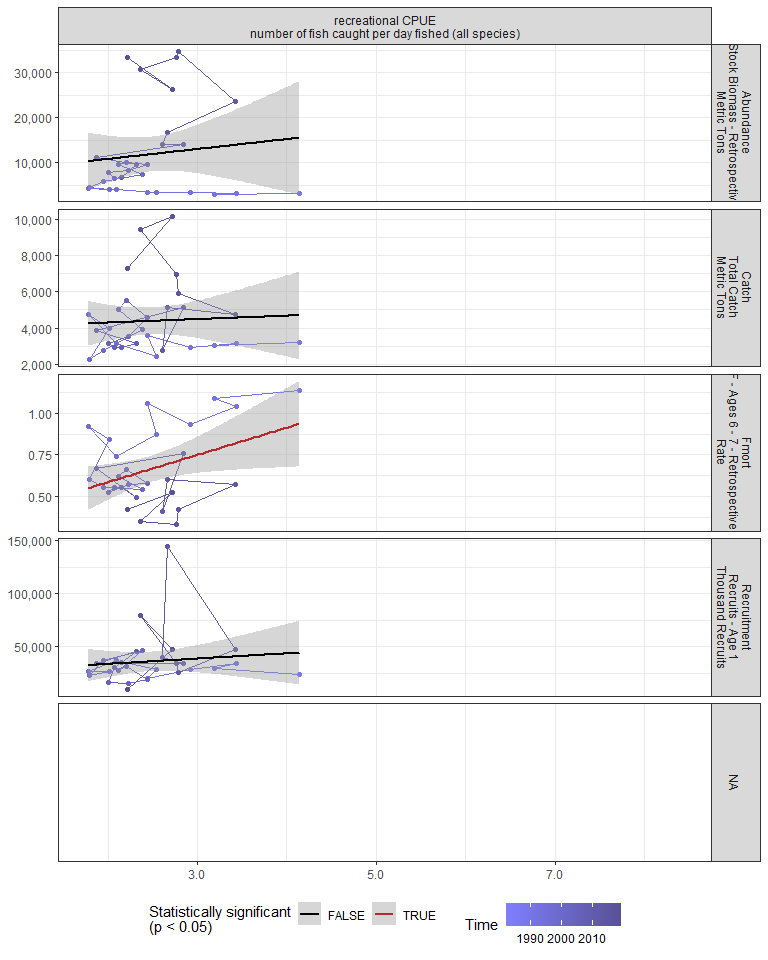 recreational CPUE
number of fish caught per day fished (all species)
30,000
20,000
10,000
Abundance
Stock Biomass - Retrospectiv
Metric Tons
10,000
8,000
6,000
4,000
2,000
Catch
Total Catch
Metric Tons
1.00
0.75
0.50
Fmort
F - Ages 6 - 7 - Retrospective
Rate
150,000
100,000
50,000
Recruitment
Recruits - Age 1
Thousand Recruits
NA
3.0 5.0 7.0
Statistically significant
(p < 0.05)
FALSE TRUE
Time
1990 2000 2010